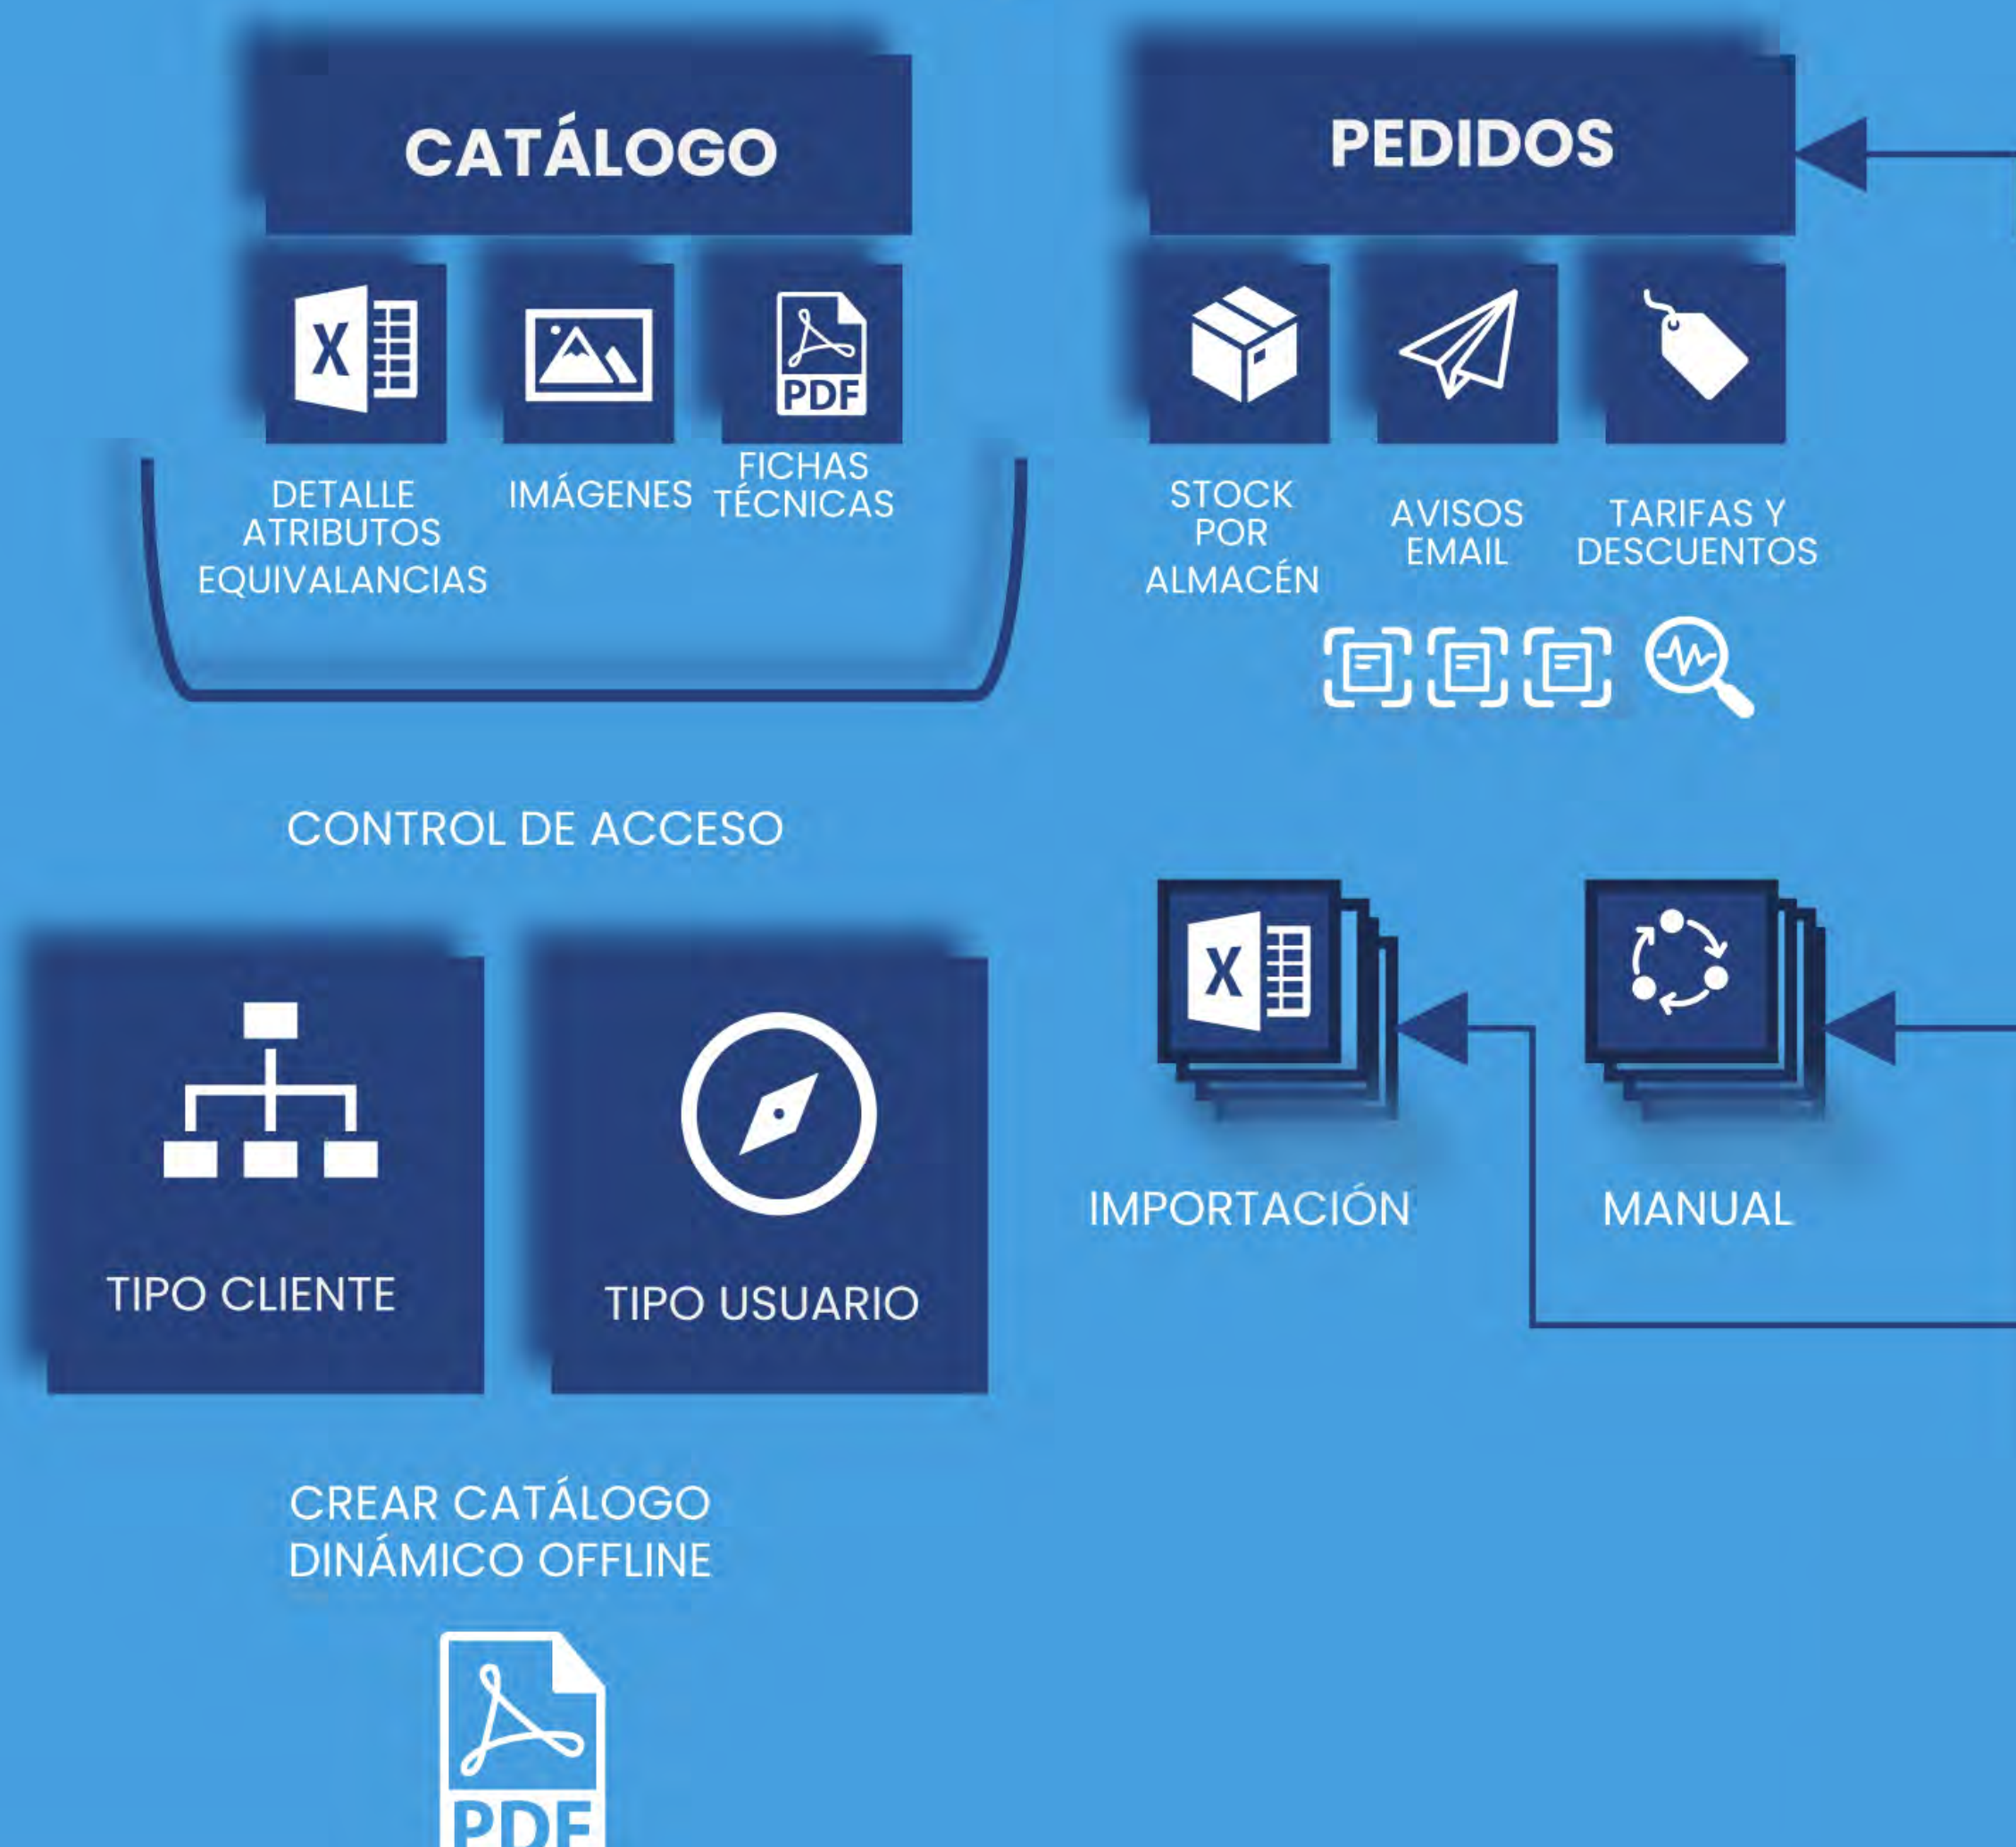 CATÁLOGO
X
PDF
DETALLE
ATRIBUTOS
EQUIVALANCIAS
IMÁGENES
FICHAS
TÉCNICAS
CONTROL DE ACCESO
TIPO CLIENTE
TIPO USUARIO
CREAR CATÁLOGO
DINÁMICO OFFLINE
PDF
PEDIDOS
STOCK
POR
ALMACÉN
AVISOS
EMAIL
TARIFAS Y
DESCUENTOS
X
IMPORTACIÓN
MANUAL